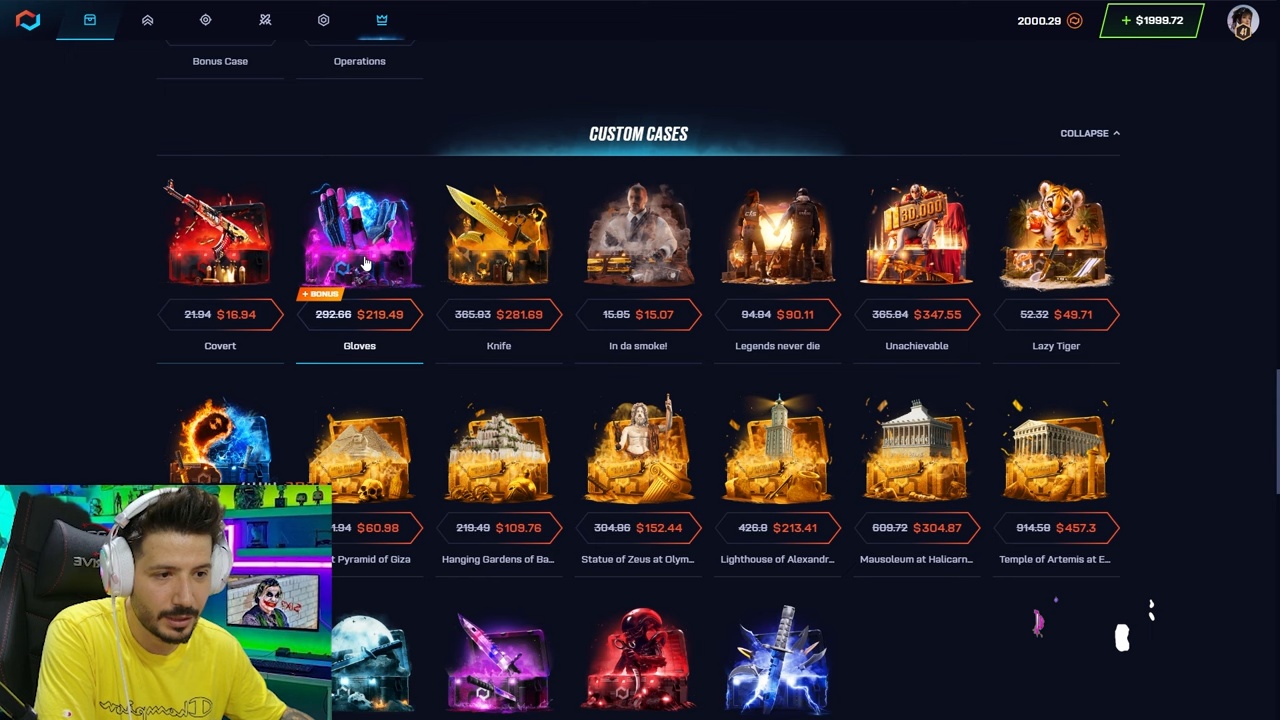 2000.29
+ $1999.72
41
Bonus Case
Operations
CUSTOM CASES
COLLAPSE
30.000
+ BONUS
21.94 $16.94
292.66 $219.49
365.83 $281.69
15.85 $15.07
94.84 $90.11
365.84 $347.55
52.32 $49.71
Covert
Gloves
Knife
In da smoke!
Legends never die
Unachievable
Lazy Tiger
1.94 $60.98
219.49 $109.76
304.86 $152.44
426.8 $213.41
609.72 $304.87
914.58 $457.3
t Pyramid of Giza
Hanging Gardens of Ba...
Statue of Zeus at Olym...
Lighthouse of Alexandr...
Mausoleum at Halicarn...
Temple of Artemis at E...